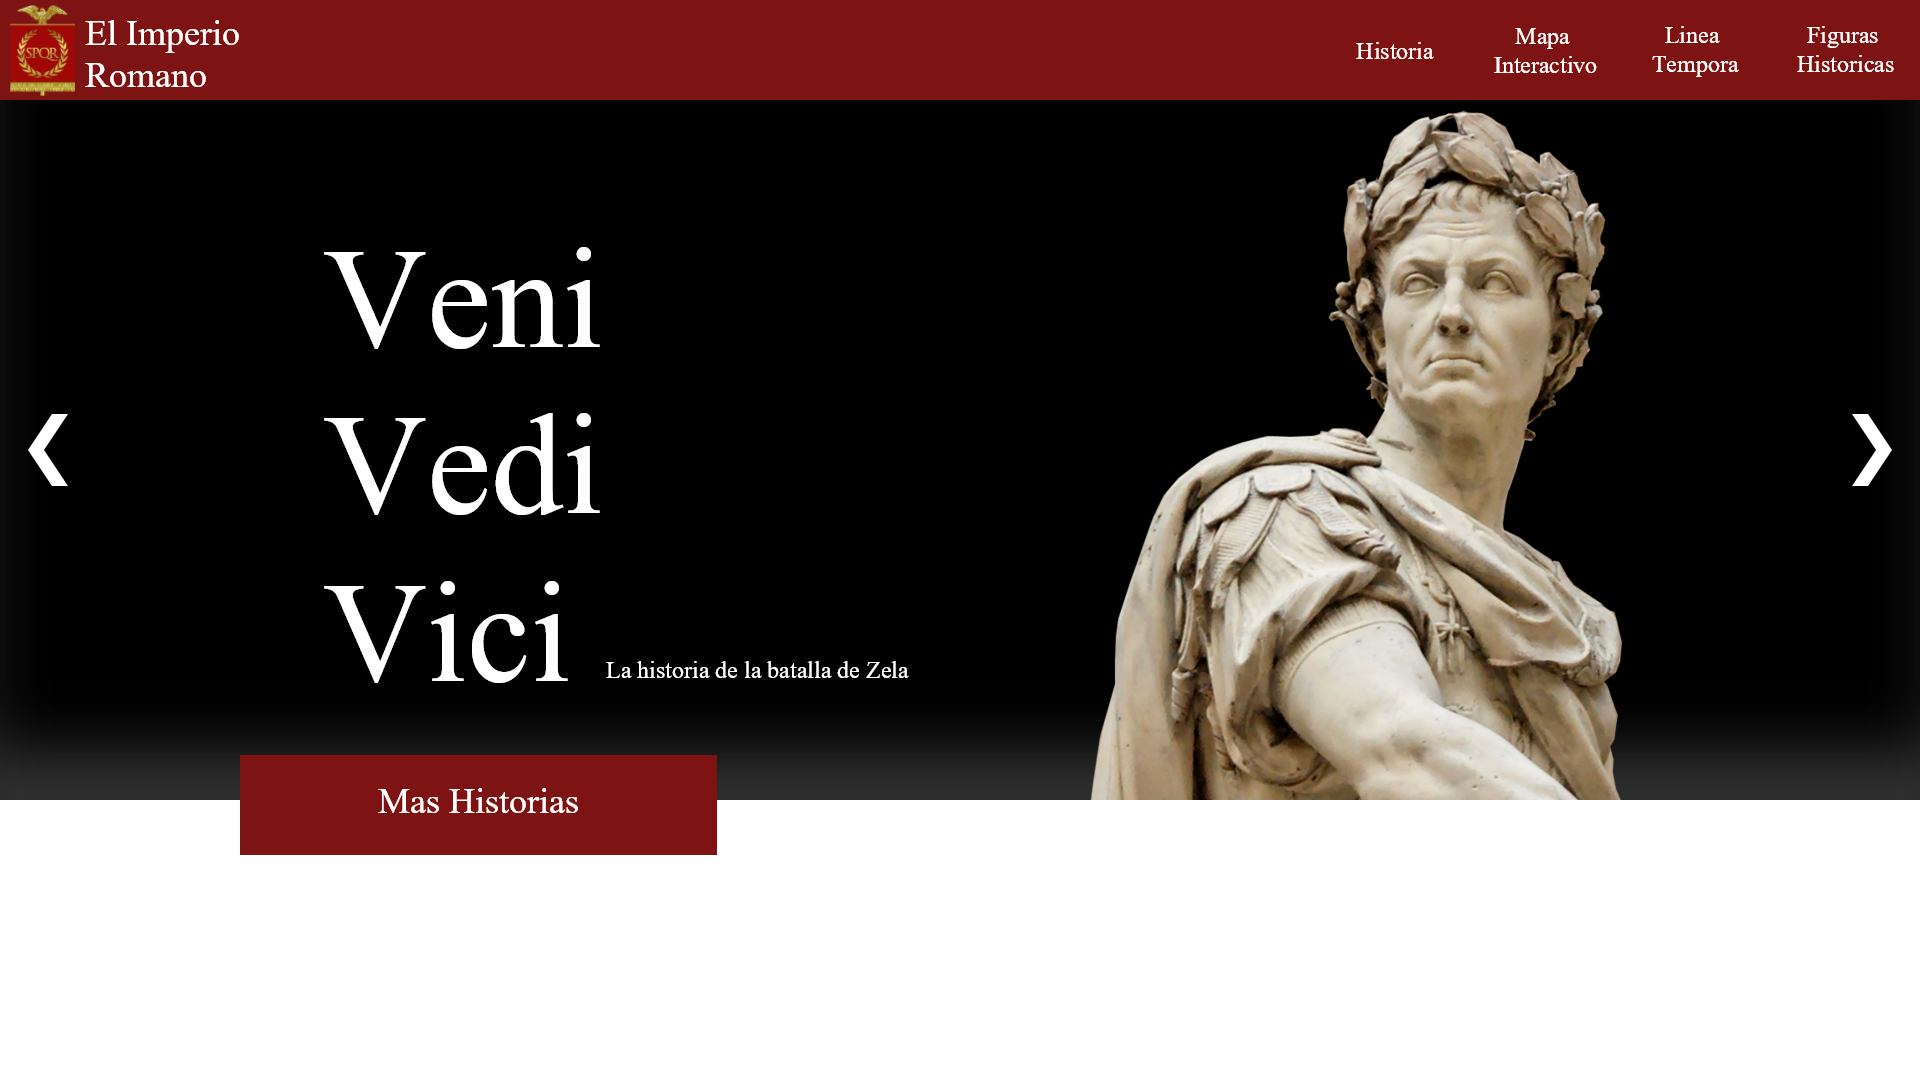 SPQR
El Imperio
Romano
Historia
Mapa
Interactivo
Linea
Tempora
Figuras
Historicas
Veni
Vedi
Vici
La historia de la batalla de Zela
Mas Historias